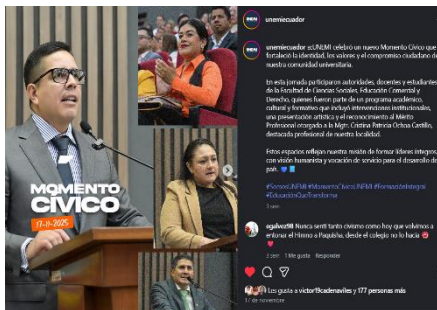 MOMENTO
CÍVICO
17-11-2025
unemiecuador
unemiecuador #UNEMI celebró un nuevo Momento Cívico que
fortaleció la identidad, los valores y el compromiso ciudadano de
nuestra comunidad universitaria.
En esta jornada participaron autoridades, docentes y estudiantes
de la Facultad de Ciencias Sociales, Educación Comercial y
Derecho, quienes fueron parte de un programa académico,
cultural y formativo que incluyó intervenciones institucionales,
una presentación artística y el reconocimiento al Mérito
Profesional otorgado a la Mgtr. Cristina Patricia Ochoa Castillo,
destacada profesional de nuestra localidad.
Estos espacios reflejan nuestra misión de formar líderes íntegros,
con visión humanista y vocación de servicio para el desarrollo del
país.
#SomosUNEMI #MomentoCívicoUNEMI #FormaciónIntegral
#EducaciónQueTransforma
3 sem
egalvez98 Nunca sentí tanto civismo como hoy que volvimos a
entonar el Himno a Paquisha, desde el colegio no lo hacía
3 sem 1 Me gusta Responder
Les gusta a victor19cadenaviles y 177 personas más
17 de noviembre